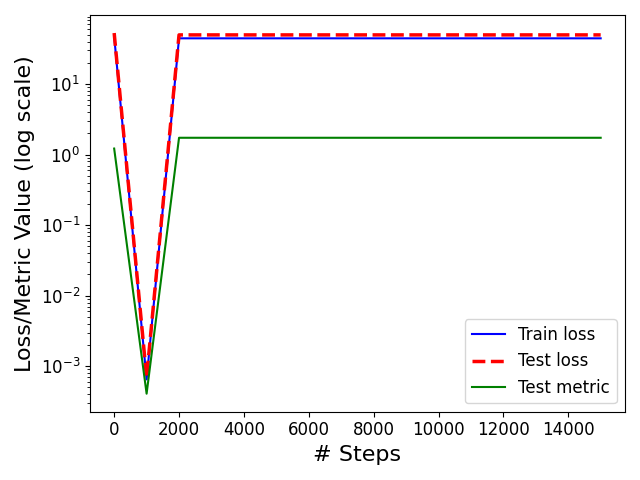 Loss/Metric Value (log scale)
10¹
10⁰
10⁻¹
10⁻²
10⁻³
Train loss
Test loss
Test metric
0 2000 4000 6000 8000 10000 12000 14000
# Steps